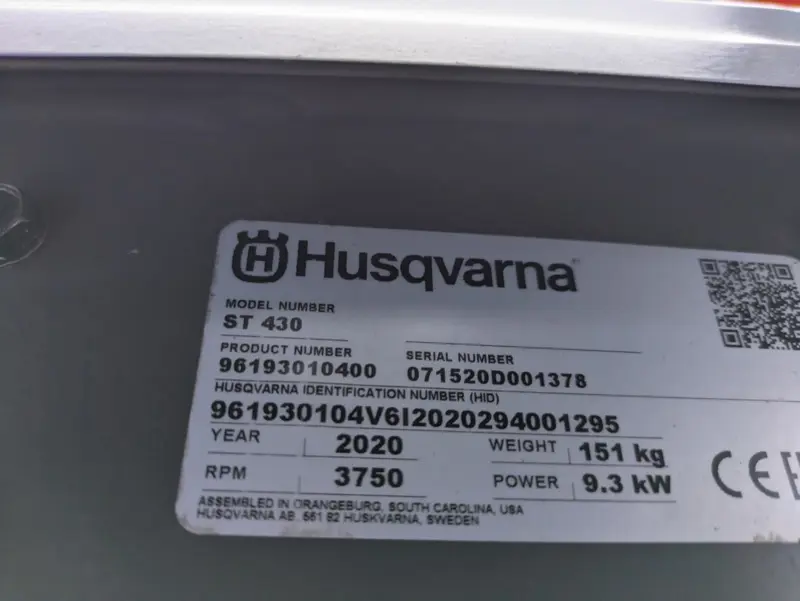 Husqvarna
MODEL NUMBER
ST 430
PRODUCT NUMBER
96193010400
SERIAL NUMBER
071520D001378
HUSQVARNA IDENTIFICATION NUMBER (HID)
961930104V6I2020294001295
YEAR 2020 WEIGHT 151 kg
RPM 3750 POWER 9.3 kW
CE
ASSEMBLED IN ORANGEBURG, SOUTH CAROLINA, USA
HUSQVARNA AB, 561 82 HUSKVARNA, SWEDEN